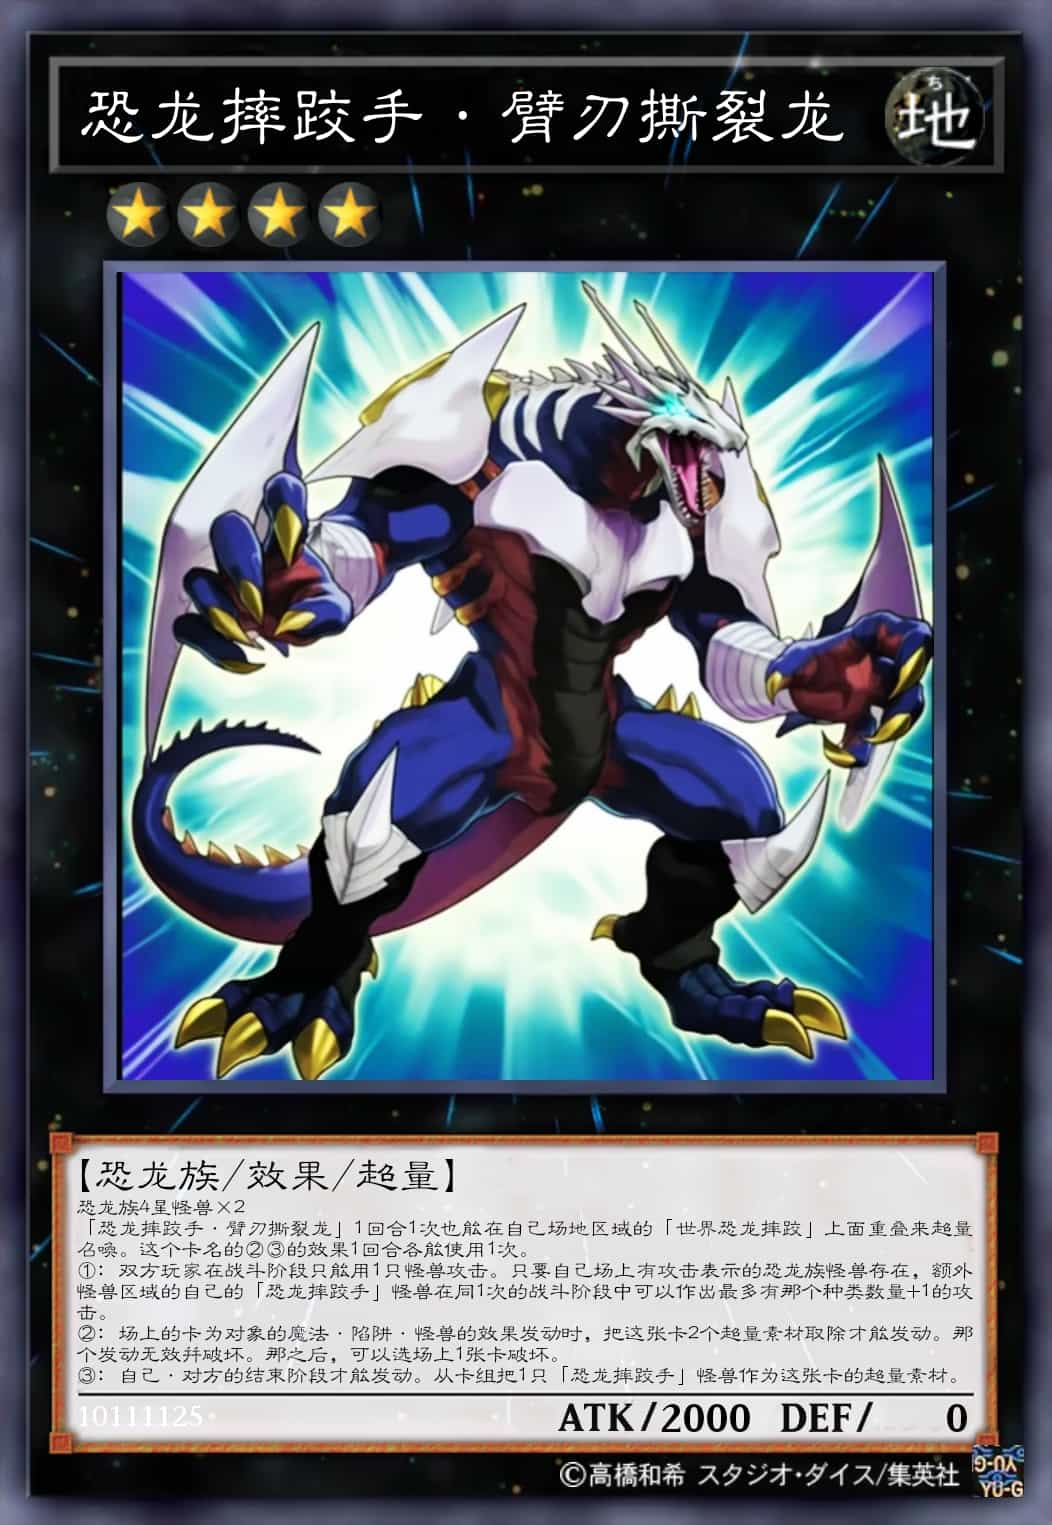 恐龙摔跤手·臂刃撕裂龙
ち
地
【恐龙族/效果/超量】
恐龙族4星怪兽×2
「恐龙摔跤手·臂刃撕裂龙」1回合1次也能在自己场地区域的「世界恐龙摔跤」上面重叠来超量
召唤。这个卡名的②③的效果1回合各能使用1次。
①：双方玩家在战斗阶段只能用1只怪兽攻击。只要自己场上有攻击表示的恐龙族怪兽存在，额外
怪兽区域的自己的「恐龙摔跤手」怪兽在同1次的战斗阶段中可以作出最多有那个种类数量+1的攻
击。
②：场上的卡为对象的魔法·陷阱·怪兽的效果发动时，把这张卡2个超量素材取除才能发动。那
个发动无效并破坏。那之后，可以选场上1张卡破坏。
③：自己·对方的结束阶段才能发动。从卡组把1只「恐龙摔跤手」怪兽作为这张卡的超量素材。
10111125
ATK/2000 DEF/ 0
©高橋和希 スタジオ·ダイス/集英社
YU-G
YU-G